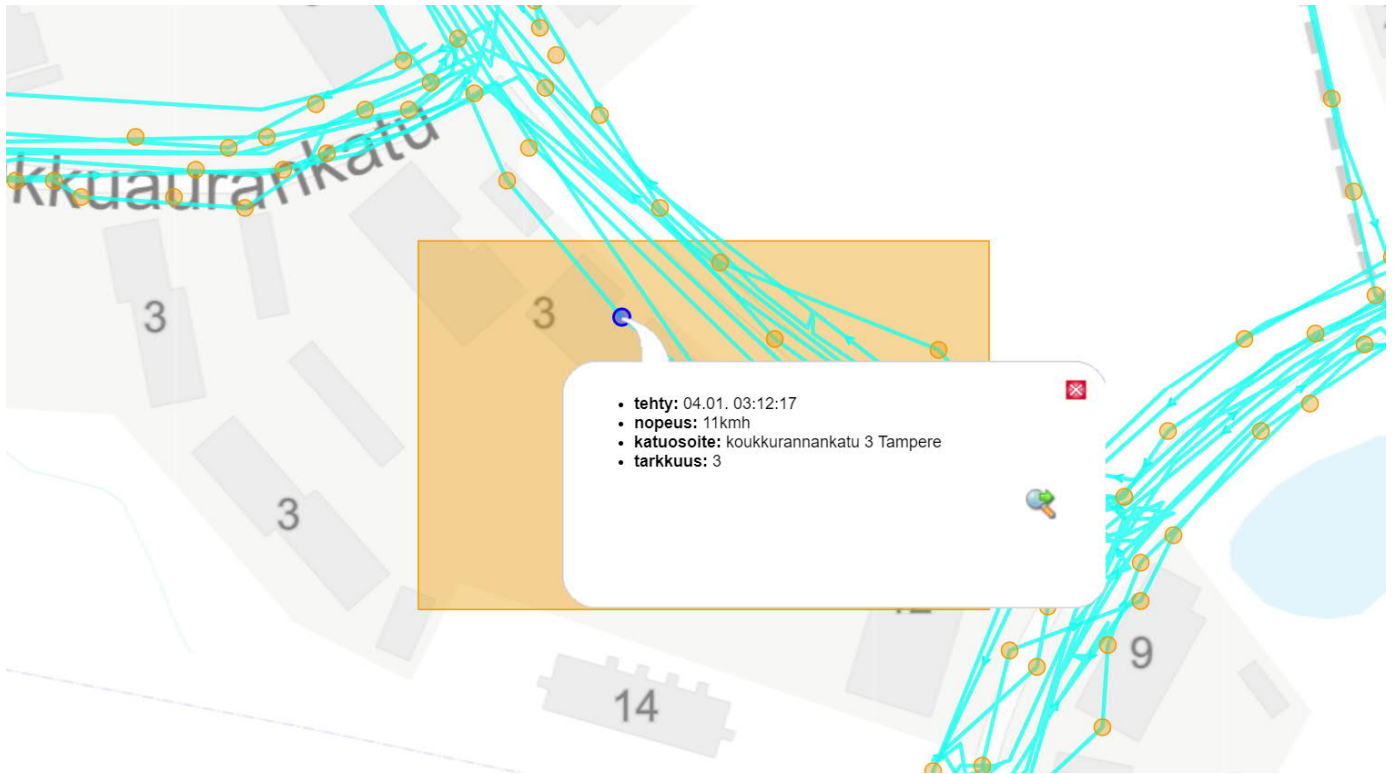 kkuaurankatu
3
3
tehty: 04.01. 03:12:17
nopeus: 11kmh
katuosoite: koukkurannankatu 3 Tampere
tarkkuus: 3
3
9
14